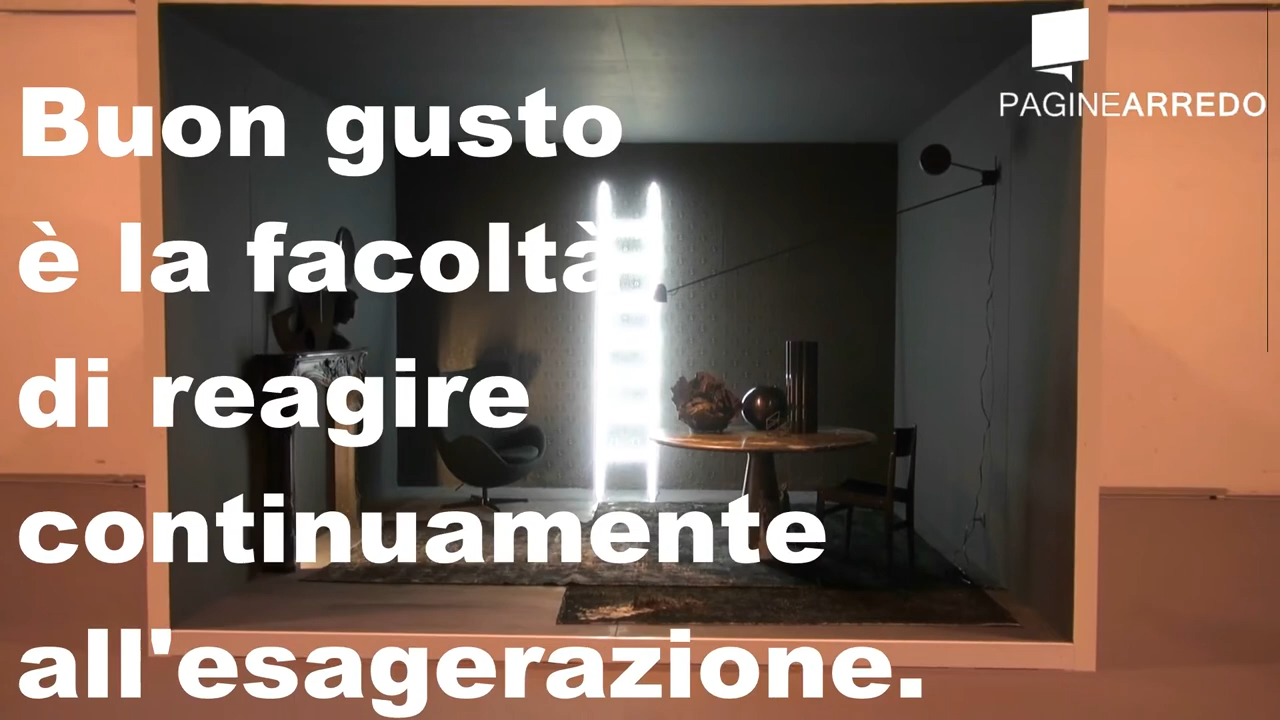 Buon gusto
è la facoltà
di reagire
continuamente
all'esagerazione.
PAGINEARREDO